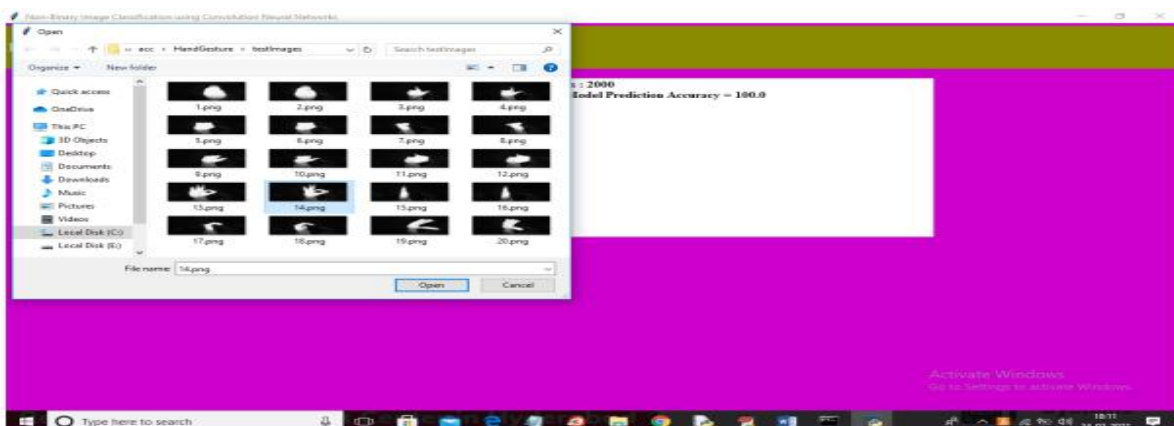 Non-Binary Image Classification using Convolution Neural Networks
Open
acc › HandGesture › testImages
Search testImages
Organize
New folder
Quick access
OneDrive
This PC
3D Objects
Desktop
Documents
Downloads
Music
Pictures
Videos
Local Disk (C:)
Local Disk (E:)
1.png 2.png 3.png 4.png
5.png 6.png 7.png 8.png
9.png 10.png 11.png 12.png
13.png 14.png 15.png 16.png
17.png 18.png 19.png 20.png
File name: 14.png
Open Cancel
s : 2000
Model Prediction Accuracy = 100.0
Activate Windows
Go to Settings to activate Windows.
Type here to search
18:11